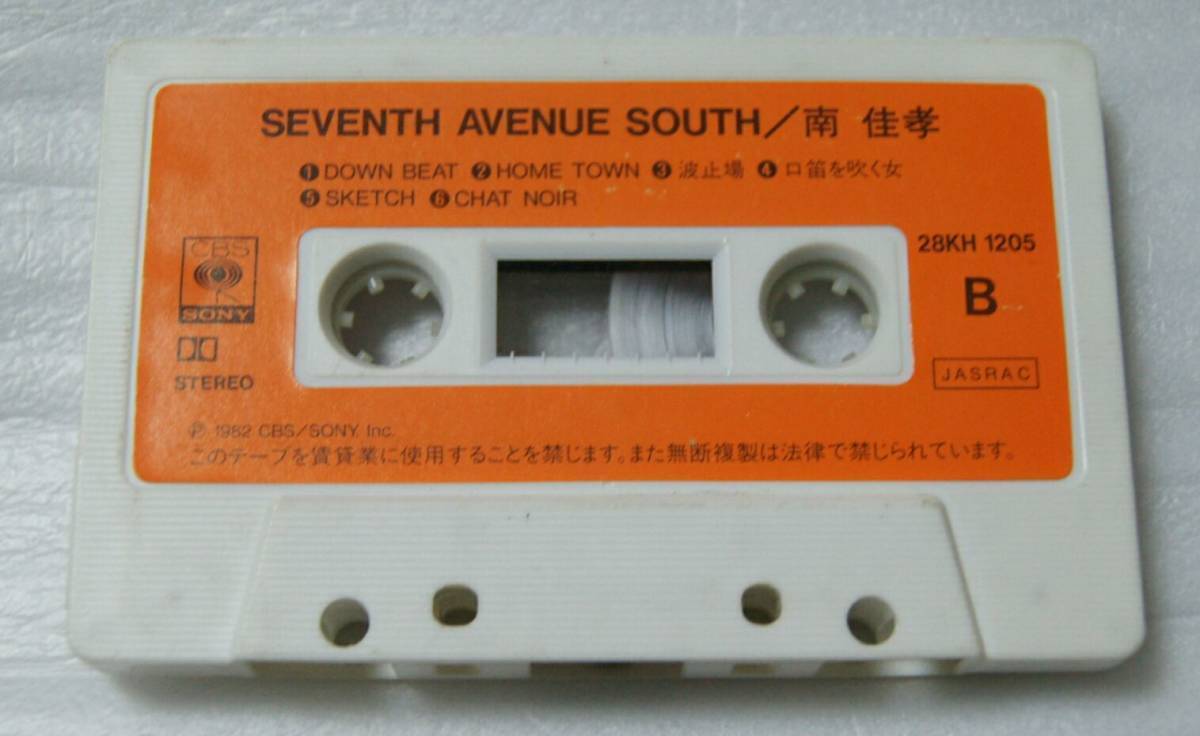 SEVENTH AVENUE SOUTH/南 佳孝
❶DOWN BEAT ❷HOME TOWN ❸波止場 ❹口笛を吹く女
❺SKETCH ❻CHAT NOIR
CBS
SONY
STEREO
28KH 1205
B
JASRAC
Ⓟ 1982 CBS/SONY, Inc.
このテープを賃貸業に使用することを禁じます。また無断複製は法律で禁じられています。